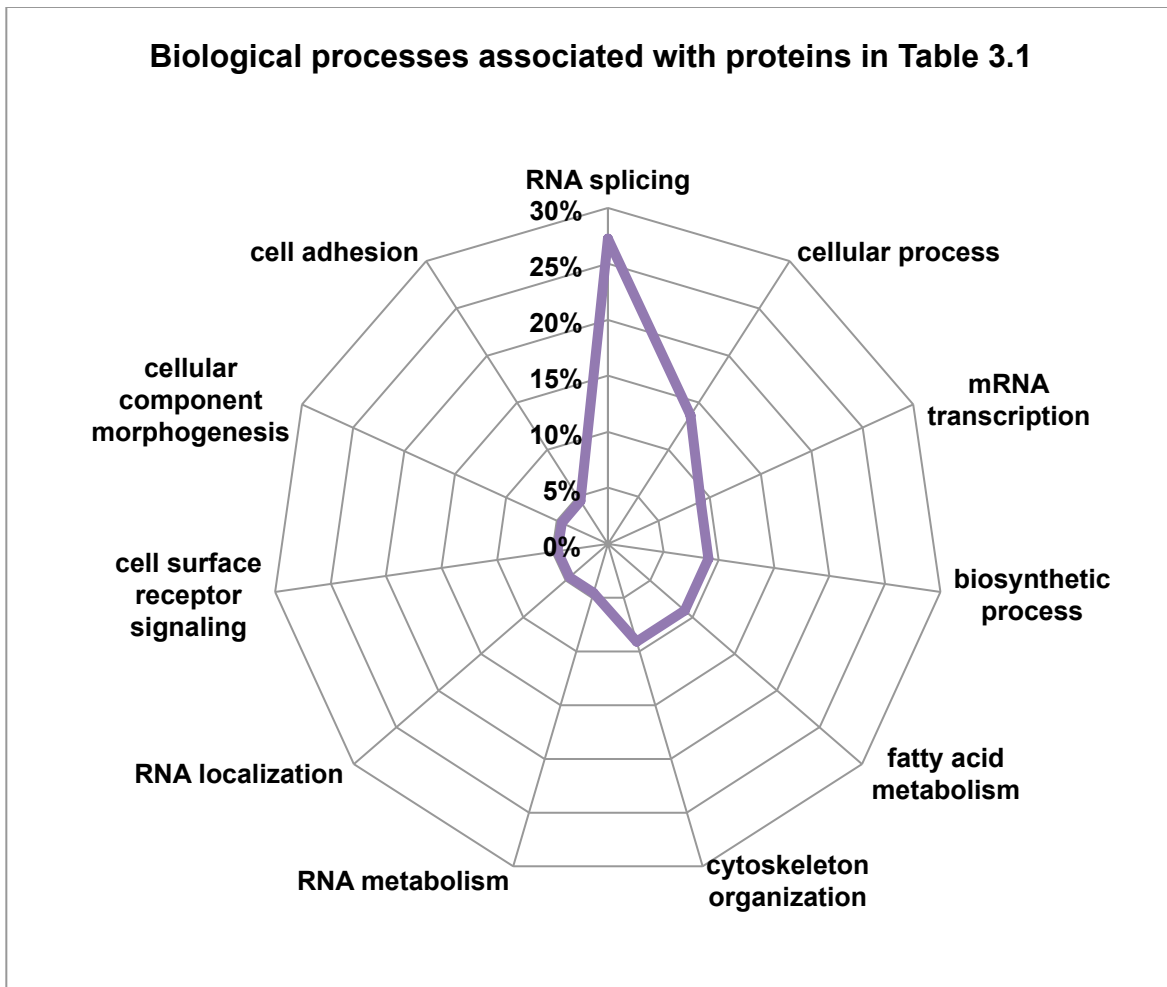 Biological processes associated with proteins in Table 3.1
RNA splicing
30%
25%
20%
15%
10%
5%
0%
cellular process
mRNA
transcription
biosynthetic
process
fatty acid
metabolism
cytoskeleton
organization
RNA metabolism
RNA localization
cell surface
receptor
signaling
cellular
component
morphogenesis
cell adhesion